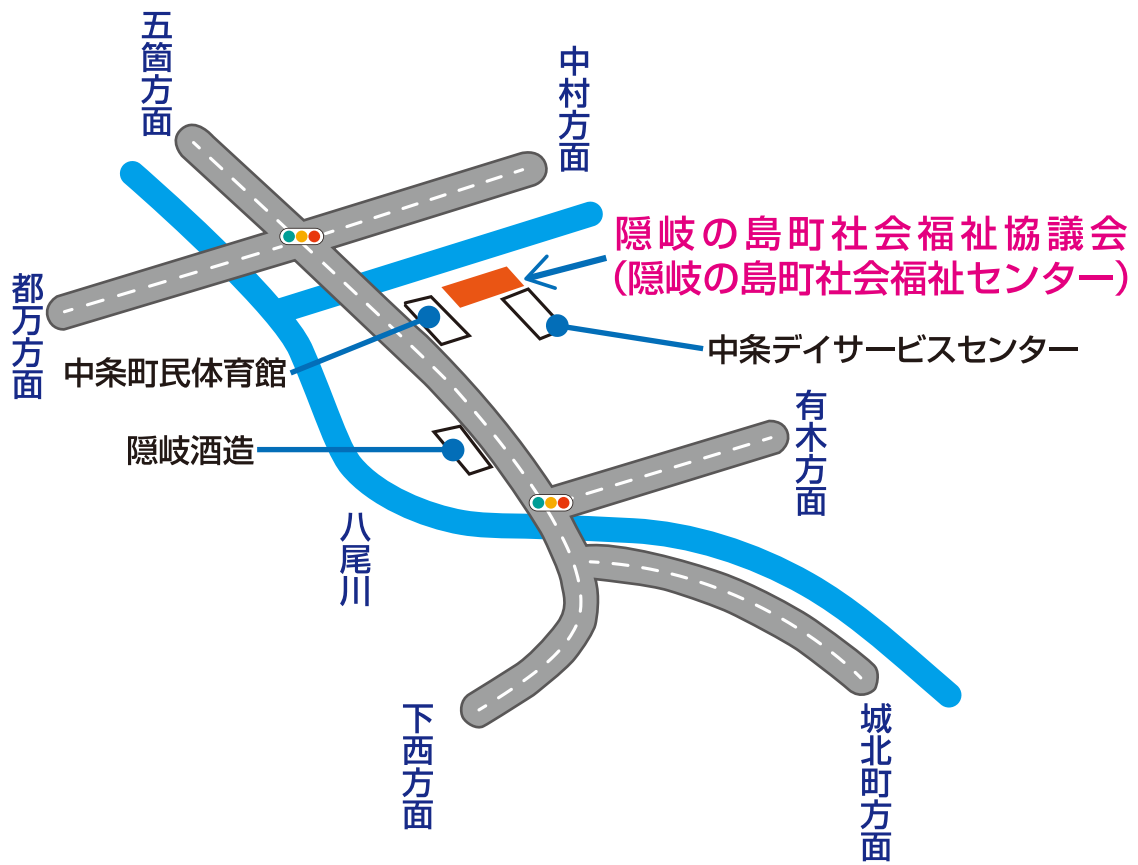 五箇方面
中村方面
隠岐の島町社会福祉協議会
(隠岐の島町社会福祉センター)
都万方面
中条デイサービスセンター
中条町民体育館
有木方面
隠岐酒造
八尾川
下西方面
城北町方面